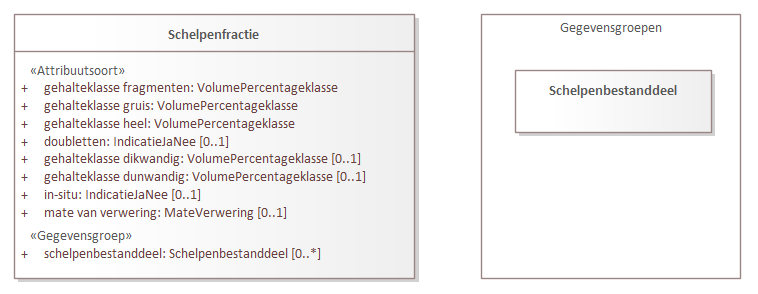 Schelpenfractie
«Attribuutsoort»
+ gehalteklasse fragmenten: VolumePercentageklasse
+ gehalteklasse gruis: VolumePercentageklasse
+ gehalteklasse heel: VolumePercentageklasse
+ doubletten: IndicatieJaNee [0..1]
+ gehalteklasse dikwandig: VolumePercentageklasse [0..1]
+ gehalteklasse dunwandig: VolumePercentageklasse [0..1]
+ in-situ: IndicatieJaNee [0..1]
+ mate van verwering: MateVerwering [0..1]
«Gegevensgroep»
+ schelpenbestanddeel: Schelpenbestanddeel [0..*]
Gegevensgroepen
Schelpenbestanddeel